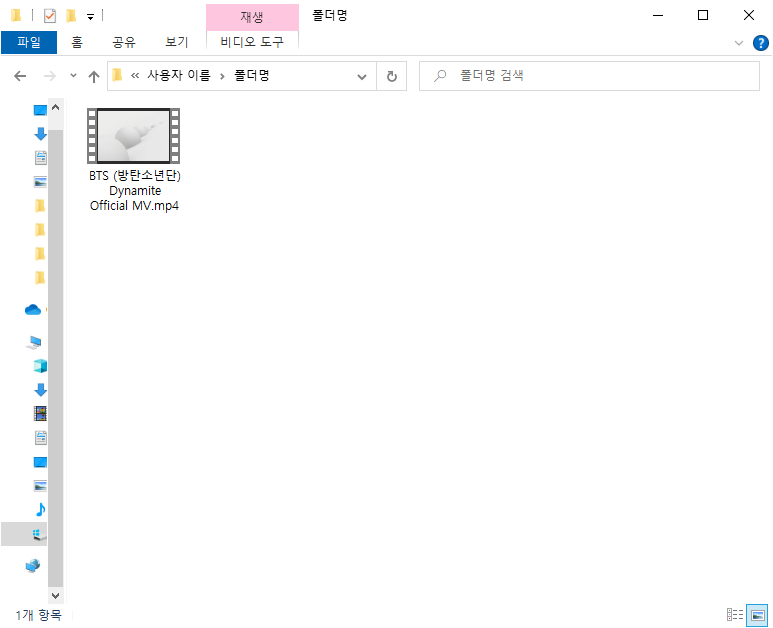 재생
폴더명
파일
홈
공유
보기
비디오 도구
?
« 사용자 이름 › 폴더명
폴더명 검색
BTS (방탄소년단)
Dynamite
Official MV.mp4
1개 항목